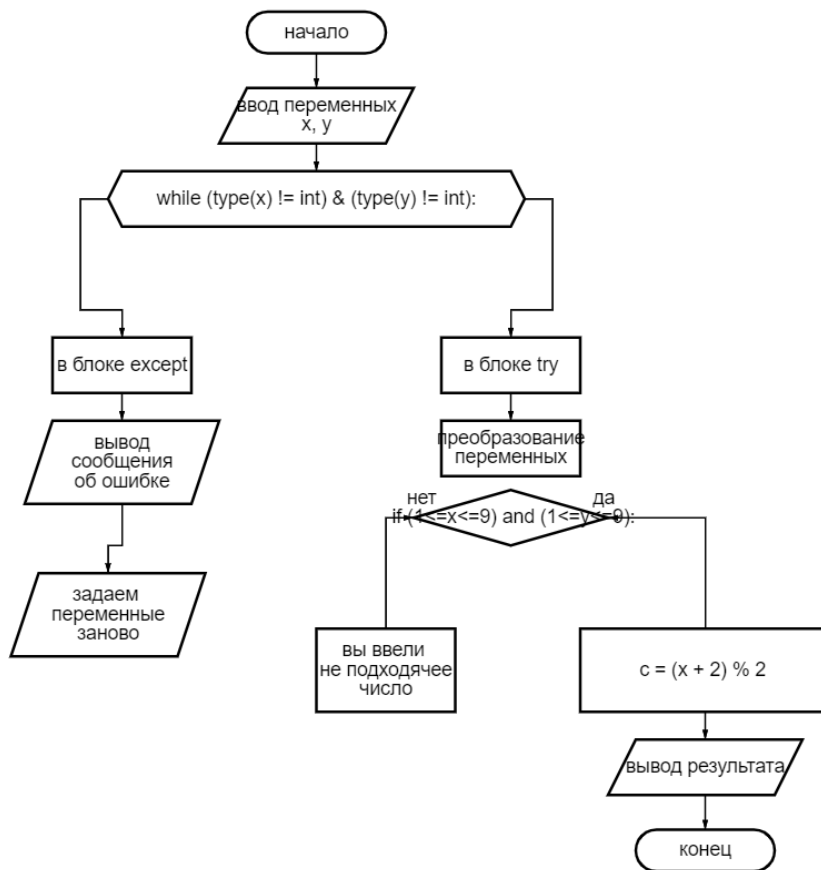 начало
ввод переменных
x, y
while (type(x) != int) & (type(y) != int):
в блоке except
в блоке try
вывод
сообщения
об ошибке
преобразование
переменных
нет
да
if (1<=x<=9) and (1<=y<=9):
задаем
переменные
заново
вы ввели
не подходячее
число
c = (x + 2) % 2
вывод результата
конец